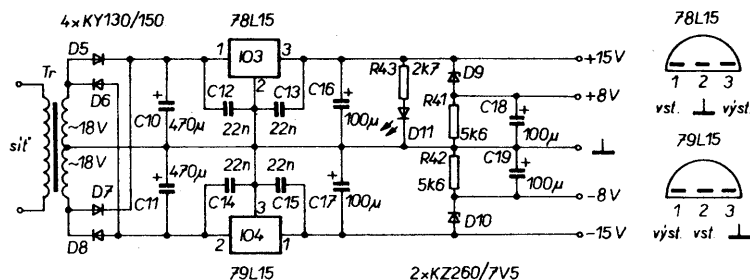 4×KY130/150
78L15
78L15
Tr
D5
1
IO3
3
2
R43
2k7
D9
+15V
D6
C12
C13
C16
+
R41
+8V
1 2 3
C10
+
470µ
22n
22n
100µ
D11
5k6
C18
+
100µ
vst. ⊥ výst.
~18V
síť
~18V
R42
C19
⊥
79L15
470µ
+
22n
22n
+
5k6
+
100µ
D7
C11
C14
C15
C17
100µ
-8V
1 2 3
3
D10
výst. vst. ⊥
D8
2
IO4
1
-15V
79L15
2×KZ260/7V5